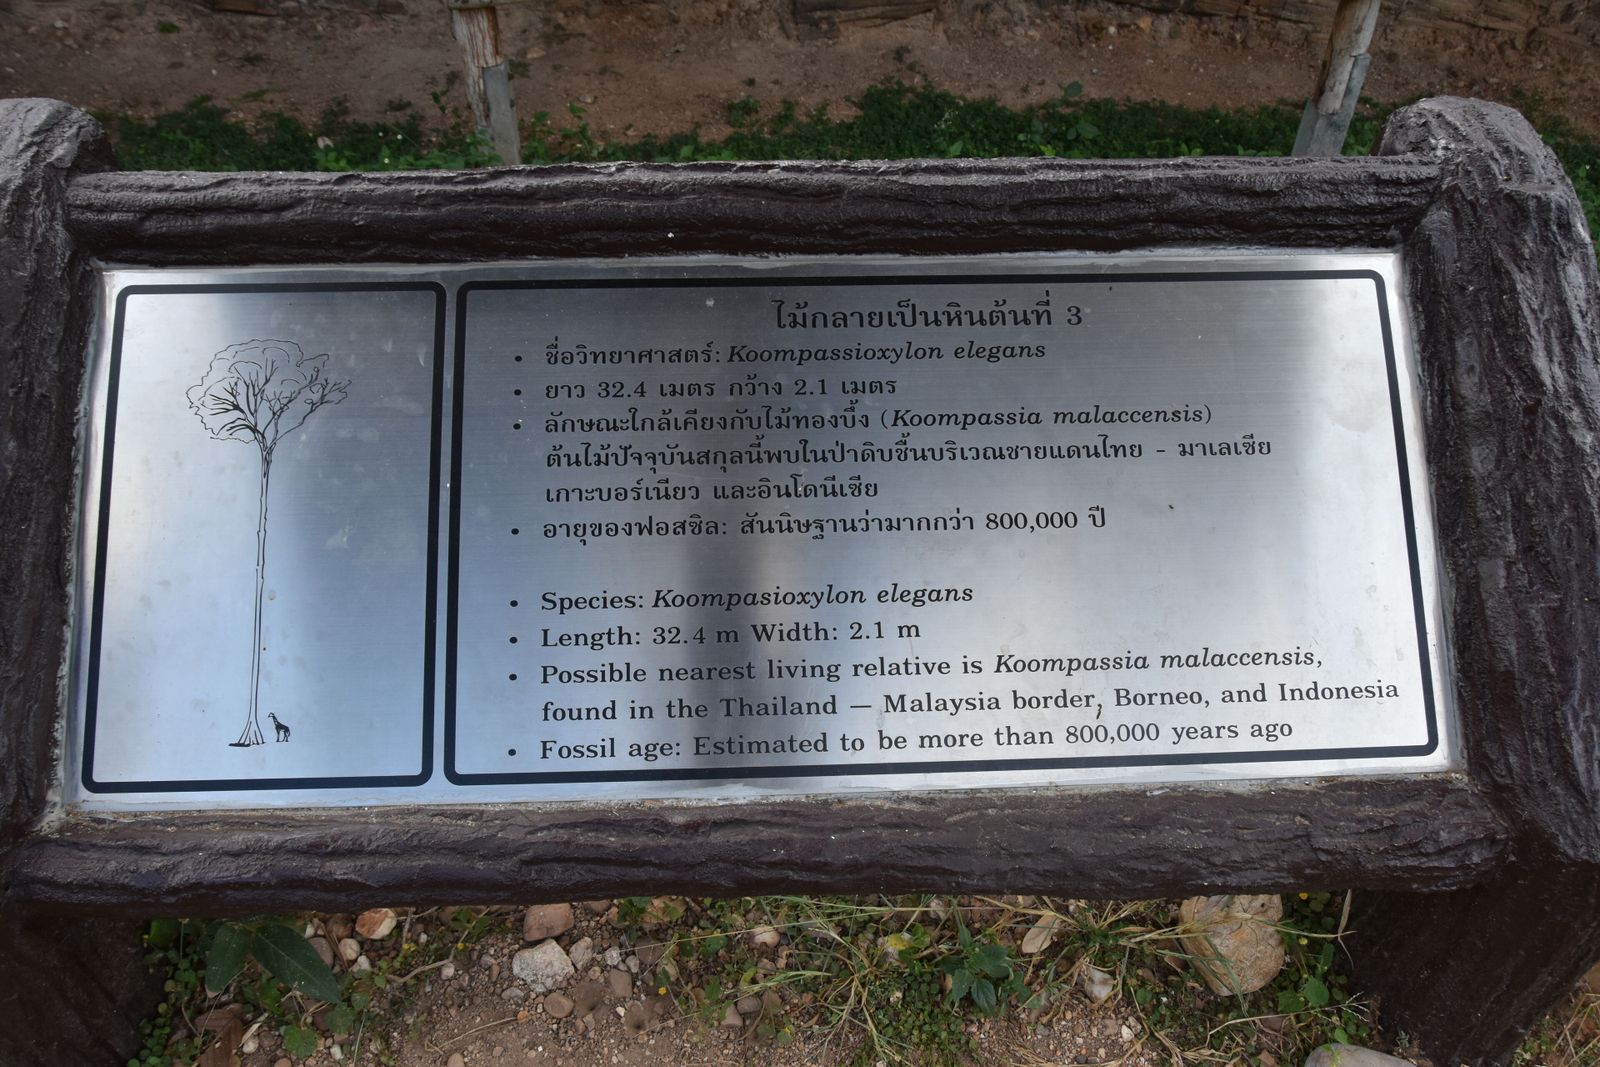 ไม้กลายเป็นหินต้นที่ 3
• ชื่อวิทยาศาสตร์: Koompassioxylon elegans
• ยาว 32.4 เมตร กว้าง 2.1 เมตร
• ลักษณะใกล้เคียงกับไม้ทองบึ้ง (Koompassia malaccensis)
ต้นไม้ปัจจุบันสกุลนี้พบในป่าดิบชื้นบริเวณชายแดนไทย - มาเลเซีย
เกาะบอร์เนียว และอินโดนีเซีย
• อายุของฟอสซิล: สันนิษฐานว่ามากกว่า 800,000 ปี
• Species: Koompasioxylon elegans
• Length: 32.4 m Width: 2.1 m
• Possible nearest living relative is Koompassia malaccensis,
found in the Thailand — Malaysia border, Borneo, and Indonesia
• Fossil age: Estimated to be more than 800,000 years ago